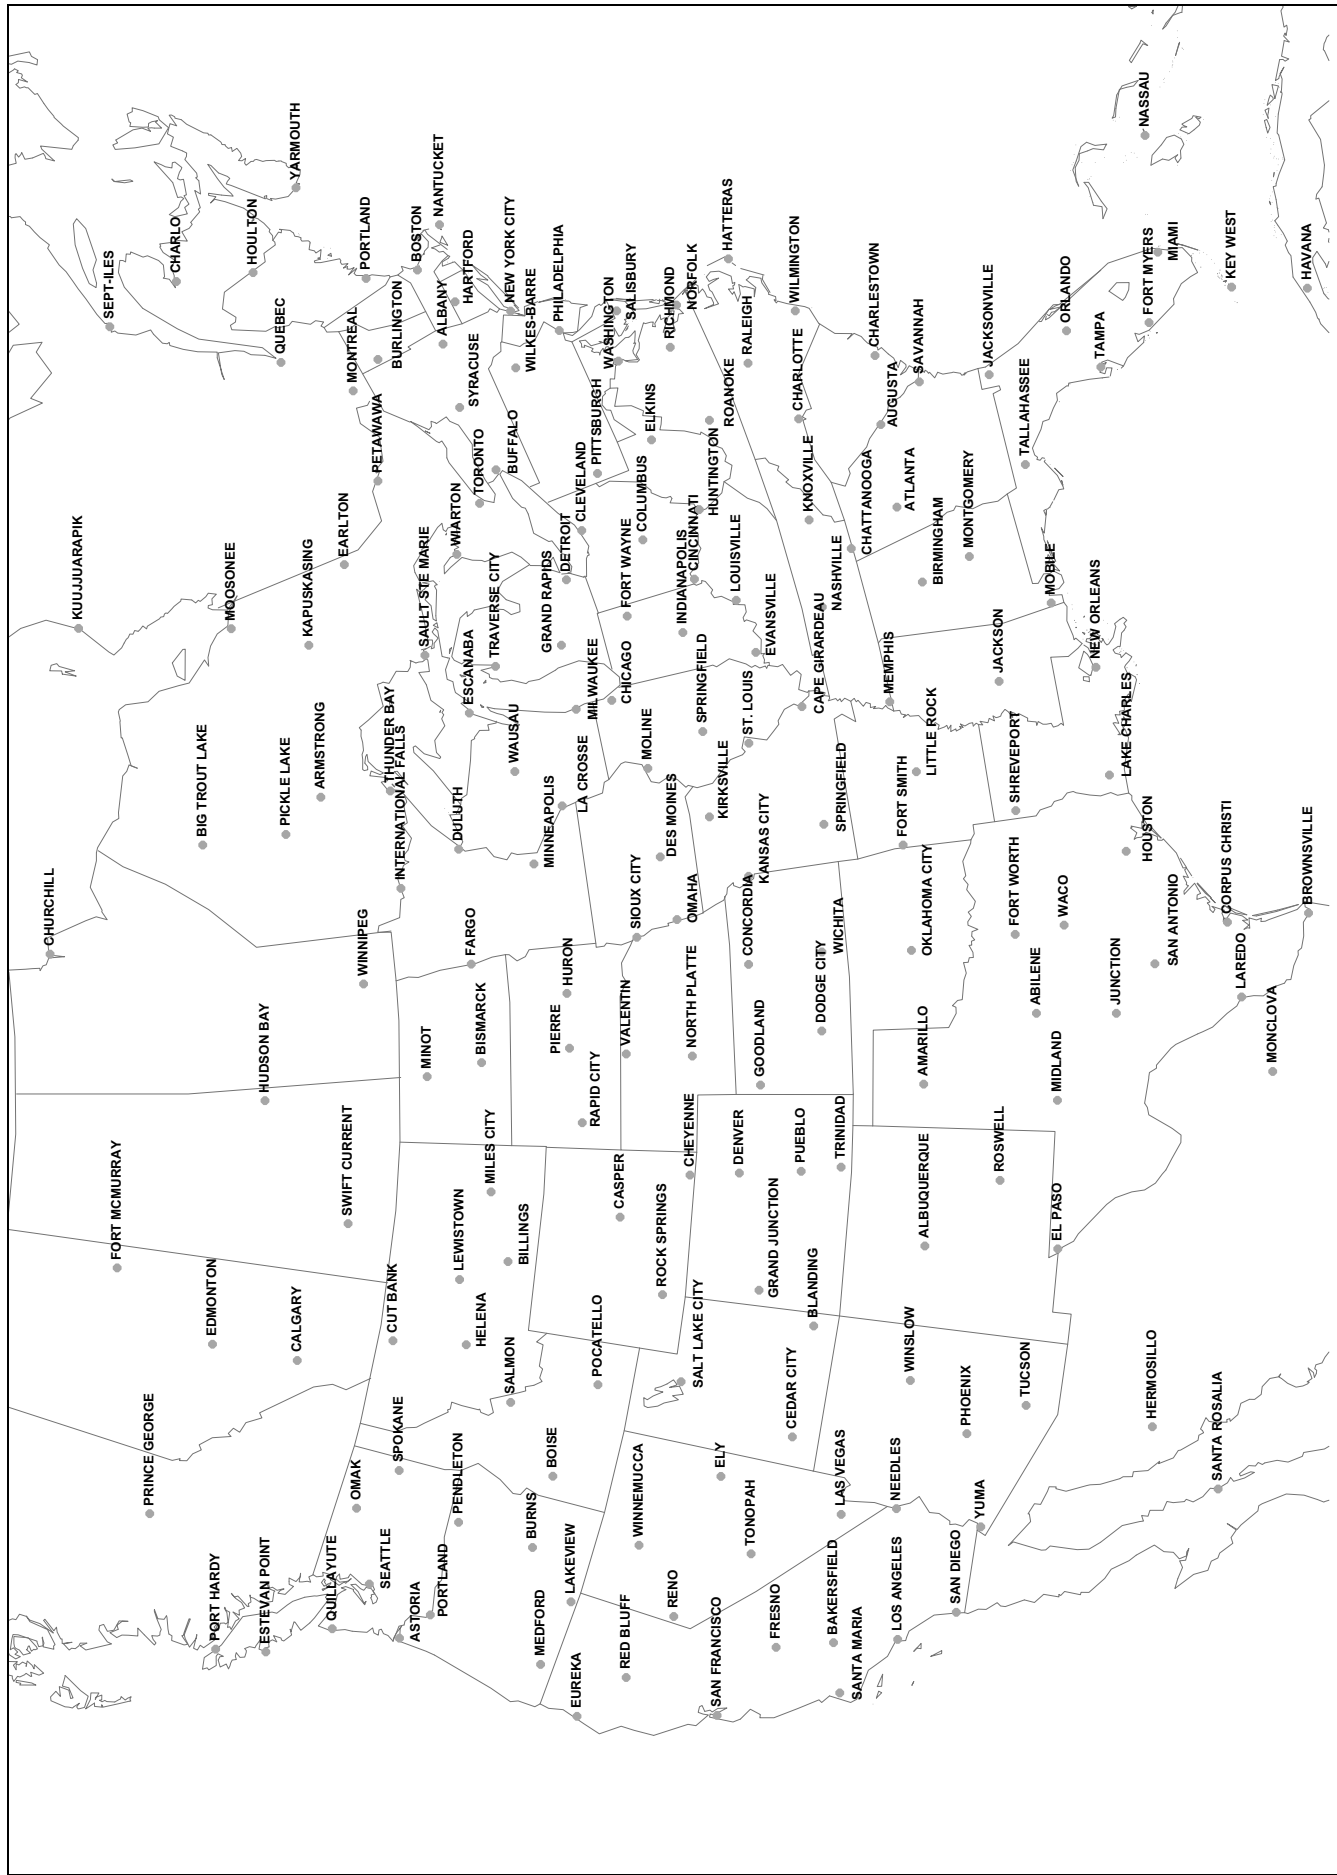 CHURCHILL
KUUJJUARAPIK
SEPT-ILES
FORT MCMURRAY
PRINCE GEORGE
CHARLO
BIG TROUT LAKE
EDMONTON
PORT HARDY
MOOSONEE
HOULTON
ESTEVAN POINT
HUDSON BAY
QUEBEC
PICKLE LAKE
CALGARY
YARMOUTH
KAPUSKASING
ARMSTRONG
QUILLAYUTE
EARLTON
SWIFT CURRENT
MONTREAL
OMAK
WINNIPEG
PORTLAND
PETAWAWA
SEATTLE
THUNDER BAY
CUT BANK
BURLINGTON
SPOKANE
INTERNATIONAL FALLS
ASTORIA
BOSTON
SAULT STE MARIE
MINOT
NANTUCKET
PORTLAND
ALBANY
WIARTON
PENDLETON
LEWISTOWN
DULUTH
HARTFORD
ESCANABA
FARGO
SYRACUSE
HELENA
TORONTO
BISMARCK
MILES CITY
TRAVERSE CITY
SALMON
NEW YORK CITY
BUFFALO
WAUSAU
BILLINGS
BURNS
WILKES-BARRE
MEDFORD
MINNEAPOLIS
GRAND RAPIDS
BOISE
PIERRE
PHILADELPHIA
DETROIT
HURON
LAKEVIEW
EUREKA
CLEVELAND
LA CROSSE
MILWAUKEE
RAPID CITY
POCATELLO
PITTSBURGH
WASHINGTON
CASPER
RED BLUFF
VALENTIN
FORT WAYNE
CHICAGO
SALISBURY
SIOUX CITY
WINNEMUCCA
COLUMBUS
MOLINE
ELKINS
ROCK SPRINGS
RICHMOND
DES MOINES
RENO
INDIANAPOLIS
CHEYENNE
NORTH PLATTE
OMAHA
NORFOLK
CINCINNATI
SALT LAKE CITY
SPRINGFIELD
HUNTINGTON
SAN FRANCISCO
ELY
KIRKSVILLE
HATTERAS
ROANOKE
LOUISVILLE
DENVER
RALEIGH
ST. LOUIS
CONCORDIA
TONOPAH
GOODLAND
KANSAS CITY
EVANSVILLE
GRAND JUNCTION
FRESNO
CEDAR CITY
WILMINGTON
CHARLOTTE
PUEBLO
KNOXVILLE
BLANDING
CAPE GIRARDEAU
DODGE CITY
BAKERSFIELD
NASHVILLE
WICHITA
SPRINGFIELD
TRINIDAD
LAS VEGAS
SANTA MARIA
CHATTANOOGA
CHARLESTOWN
MEMPHIS
AUGUSTA
NEEDLES
LOS ANGELES
FORT SMITH
ATLANTA
WINSLOW
SAVANNAH
AMARILLO
ALBUQUERQUE
OKLAHOMA CITY
LITTLE ROCK
BIRMINGHAM
SAN DIEGO
PHOENIX
MONTGOMERY
YUMA
JACKSONVILLE
JACKSON
ROSWELL
FORT WORTH
SHREVEPORT
TALLAHASSEE
TUCSON
ABILENE
MOBILE
EL PASO
MIDLAND
WACO
ORLANDO
NEW ORLEANS
TAMPA
JUNCTION
LAKE CHARLES
NASSAU
HOUSTON
FORT MYERS
HERMOSILLO
MIAMI
SAN ANTONIO
SANTA ROSALIA
CORPUS CHRISTI
KEY WEST
LAREDO
MONCLOVA
HAVANA
BROWNSVILLE